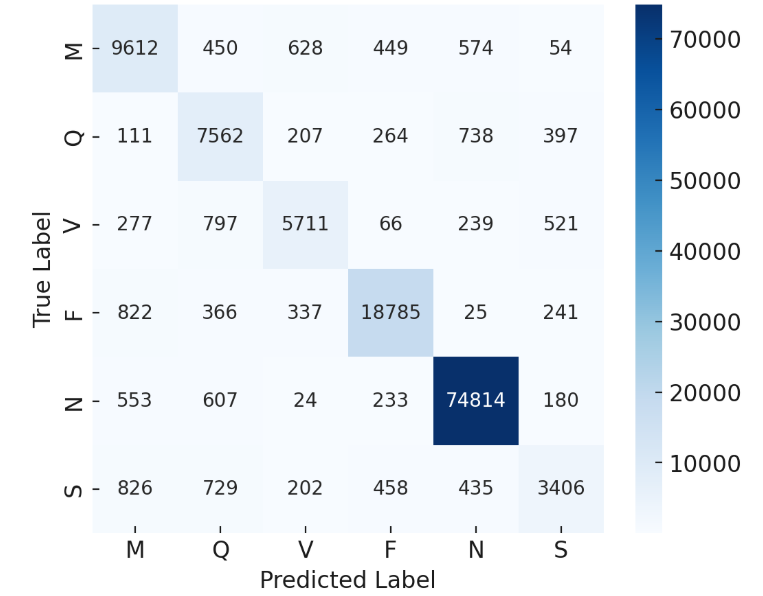 M 9612 450 628 449 574 54
Q 111 7562 207 264 738 397
V 277 797 5711 66 239 521
F 822 366 337 18785 25 241
N 553 607 24 233 74814 180
S 826 729 202 458 435 3406
M Q V F N S
Predicted Label
True Label
70000
60000
50000
40000
30000
20000
10000